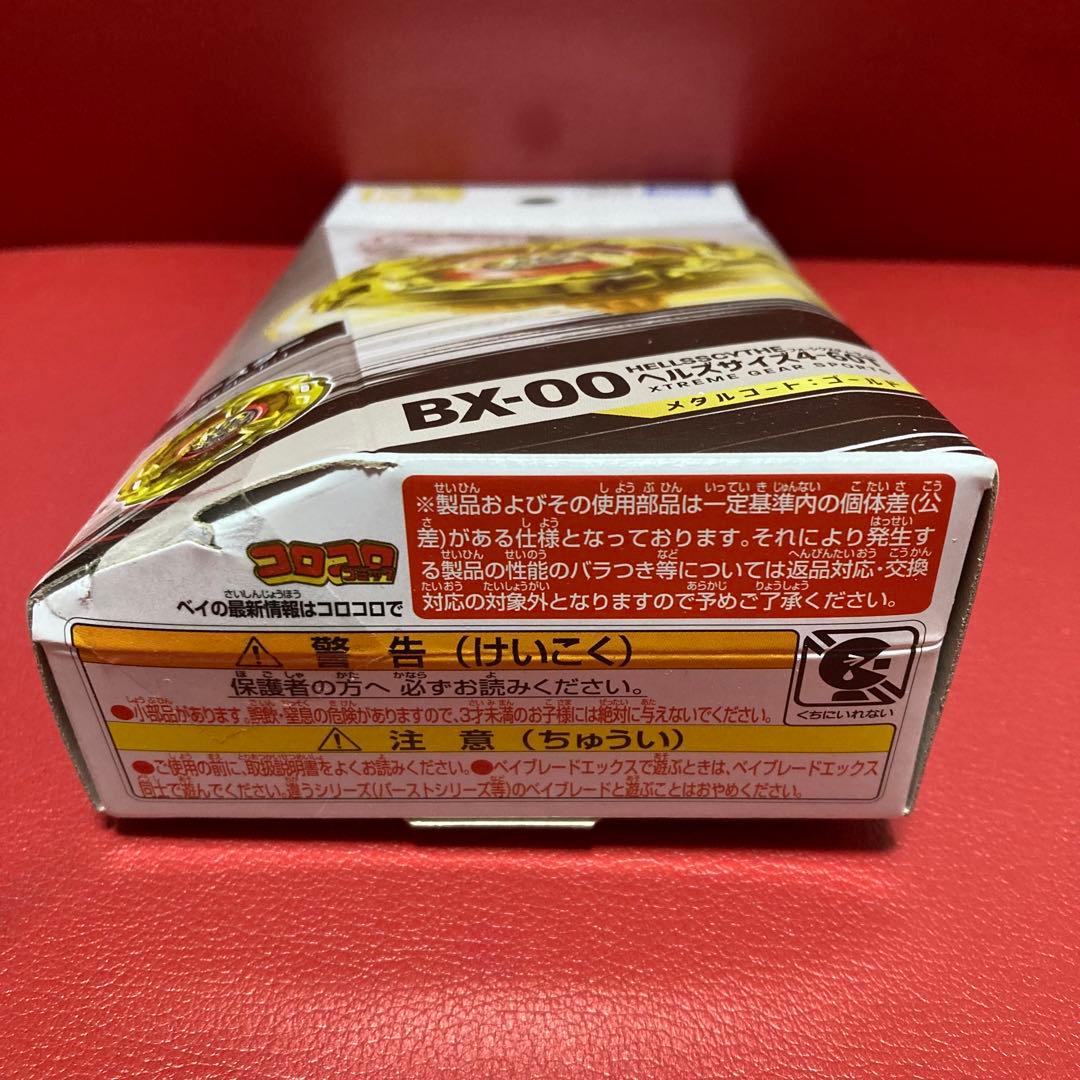 HELLSSCYTHE
BX-00 ヘルスサイズ4-60T
XTREME GEAR SPORTS
メタルコート:ゴールド
※製品およびその使用部品は一定基準内の個体差(公
差)がある仕様となっております。それにより発生す
る製品の性能のバラつき等については返品対応・交換
対応の対象外となりますので予めご了承ください。
コロコロ
コミック
ベイの最新情報はコロコロで
警告(けいこく)
保護者の方へ 必ずお読みください。
●小部品があります。誤飲・窒息の危険がありますので、3才未満のお子様には絶対に与えないでください。
くちにいれない
注意(ちゅうい)
●ご使用の前に、取扱説明書をよくお読みください。●ベイブレードエックスで遊ぶときは、ベイブレードエックス
同士で遊んでください。違うシリーズ(バーストシリーズ等)のベイブレードと遊ぶことはおやめください。